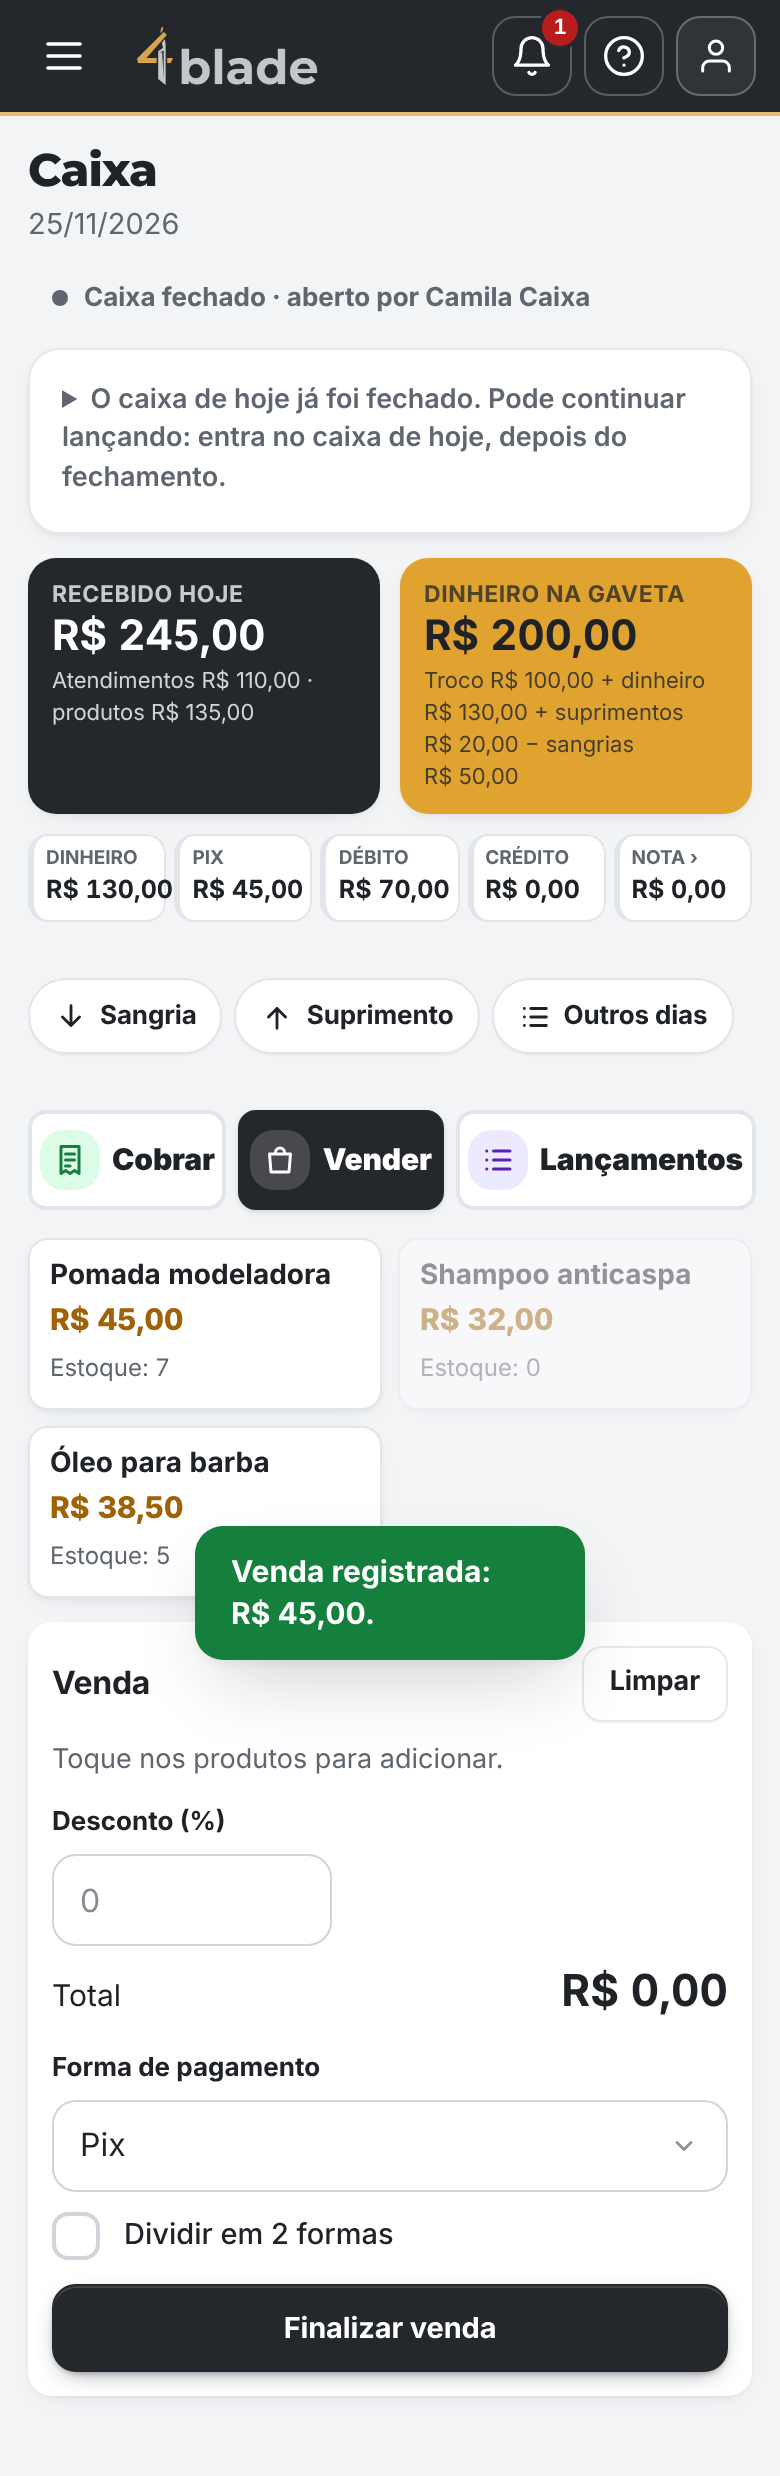 4blade
1
Caixa
25/11/2026
Caixa fechado · aberto por Camila Caixa
▶ O caixa de hoje já foi fechado. Pode continuar
lançando: entra no caixa de hoje, depois do
fechamento.
RECEBIDO HOJE
R$ 245,00
Atendimentos R$ 110,00 ·
produtos R$ 135,00
DINHEIRO NA GAVETA
R$ 200,00
Troco R$ 100,00 + dinheiro
R$ 130,00 + suprimentos
R$ 20,00 − sangrias
R$ 50,00
DINHEIRO
R$ 130,00
PIX
R$ 45,00
DÉBITO
R$ 70,00
CRÉDITO
R$ 0,00
NOTA ›
R$ 0,00
Sangria
Suprimento
Outros dias
Cobrar
Vender
Lançamentos
Pomada modeladora
R$ 45,00
Estoque: 7
Shampoo anticaspa
R$ 32,00
Estoque: 0
Óleo para barba
R$ 38,50
Estoque: 5
Venda registrada:
R$ 45,00.
Venda
Limpar
Toque nos produtos para adicionar.
Desconto (%)
0
Total
R$ 0,00
Forma de pagamento
Pix
Dividir em 2 formas
Finalizar venda